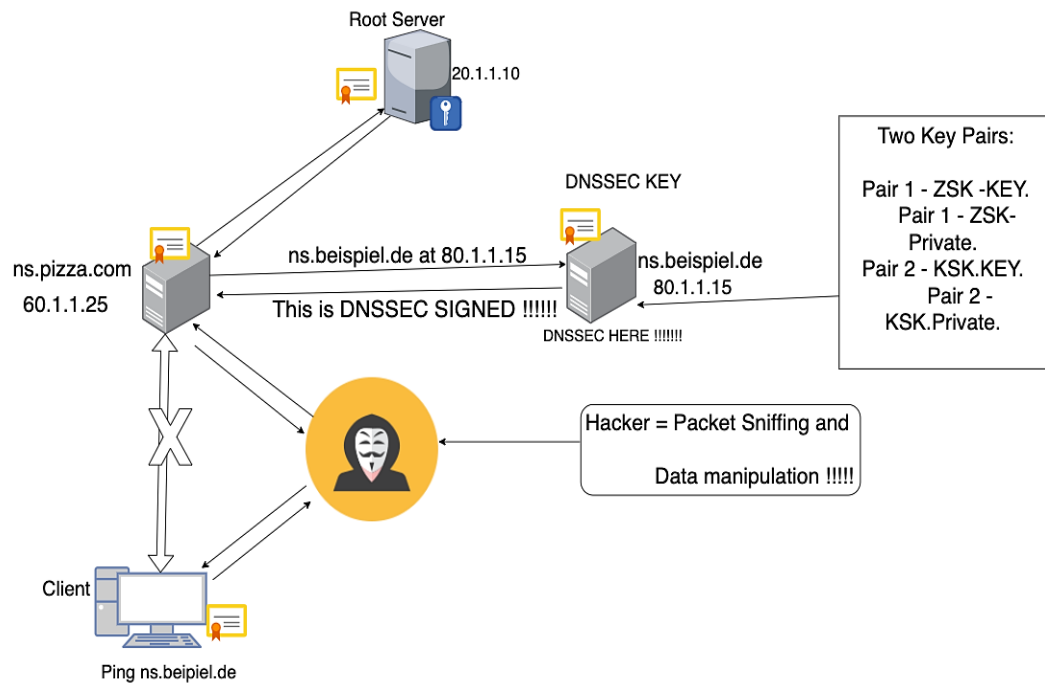 Root Server
20.1.1.10
Two Key Pairs:
Pair 1 - ZSK -KEY.
Pair 1 - ZSK-
Private.
Pair 2 - KSK.KEY.
Pair 2 -
KSK.Private.
DNSSEC KEY
ns.pizza.com
60.1.1.25
ns.beispiel.de at 80.1.1.15
This is DNSSEC SIGNED !!!!!!
ns.beispiel.de
80.1.1.15
DNSSEC HERE !!!!!!!
X
Hacker = Packet Sniffing and
Data manipulation !!!!!
Client
Ping ns.beipiel.de